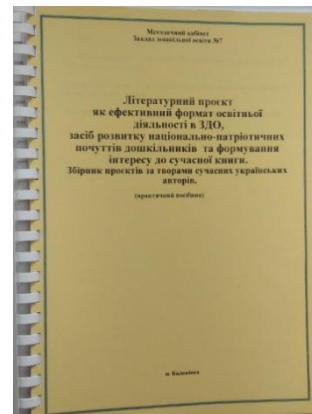 Методичний кабінет
Заклад дошкільної освіти №7
Літературний проєкт
як ефективний формат освітньої
діяльності в ЗДО,
засіб розвитку національно-патріотичних
почуттів дошкільників та формування
інтересу до сучасної книги.
Збірник проєктів за творами сучасних українських
авторів.
(практичний посібник)
м. Калинівка